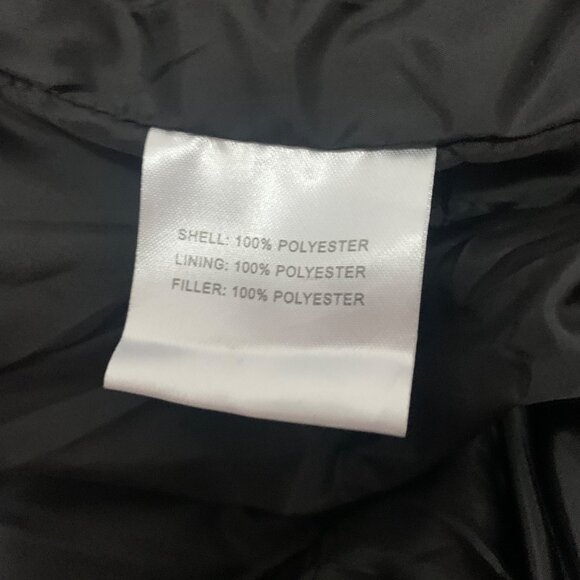 SHELL: 100% POLYESTER
LINING: 100% POLYESTER
FILLER: 100% POLYESTER